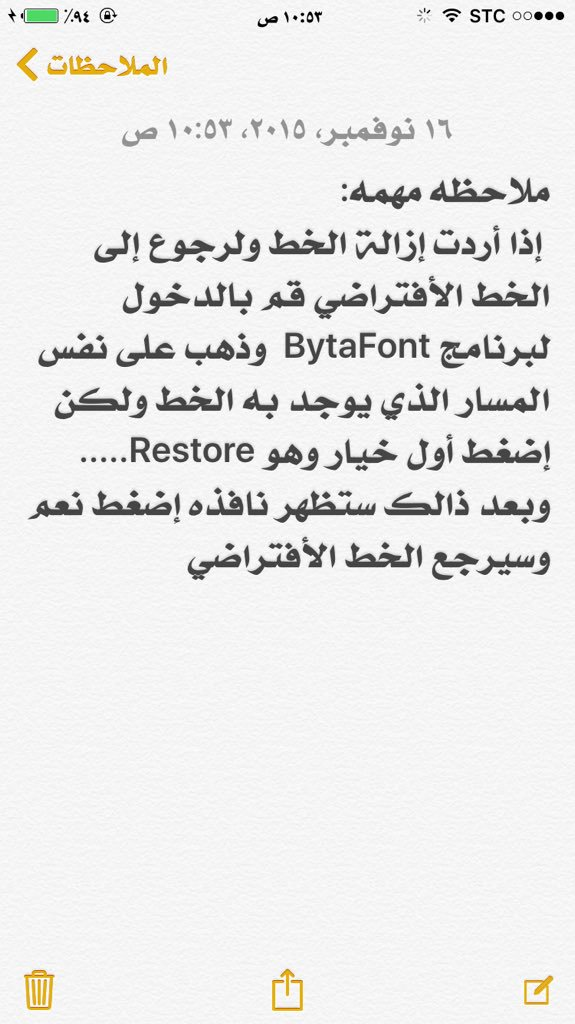 ٪٩٤ ١٠:٥٣ ص STC
الملاحظات
١٦ نوفمبر، ٢٠١٥، ١٠:٥٣ ص
ملاحظه مهمه:
إذا أردت إزالة الخط ولرجوع إلى
الخط الأفتراضي قم بالدخول
لبرنامج BytaFont وذهب على نفس
المسار الذي يوجد به الخط ولكن
إضغط أول خيار وهو Restore.....
وبعد ذالك ستظهر نافذه إضغط نعم
وسيرجع الخط الأفتراضي